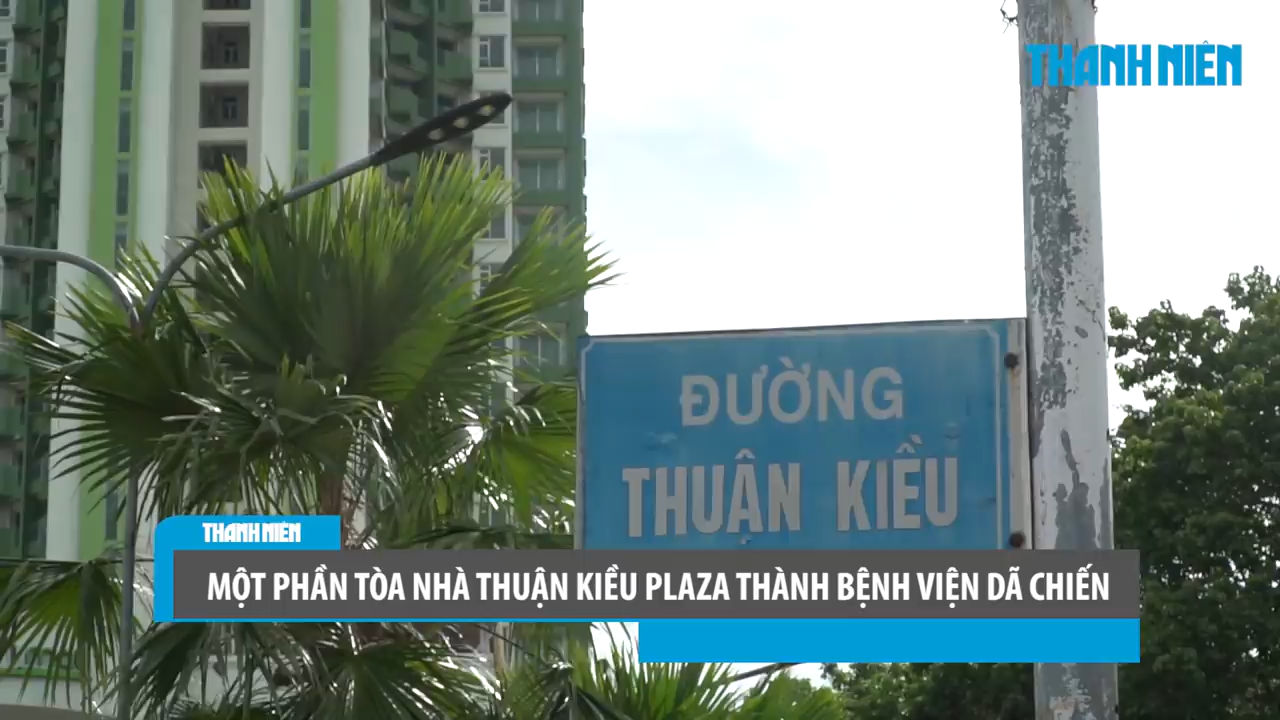 THANH NIÊN
ĐƯỜNG
THUẬN KIỀU
THANH NIÊN
MỘT PHẦN TÒA NHÀ THUẬN KIỀU PLAZA THÀNH BỆNH VIỆN DÃ CHIẾN